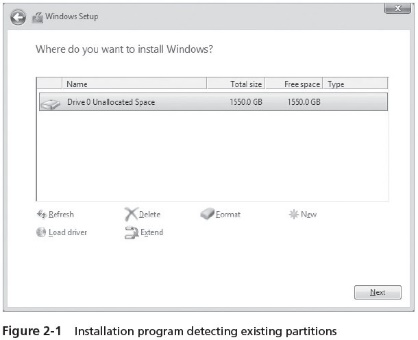 Windows Setup
Where do you want to install Windows?
Name Total size Free space Type
Drive 0 Unallocated Space 1550.0 GB 1550.0 GB
Refresh Delete Format New
Load driver Extend
Next
Figure 2-1 Installation program detecting existing partitions